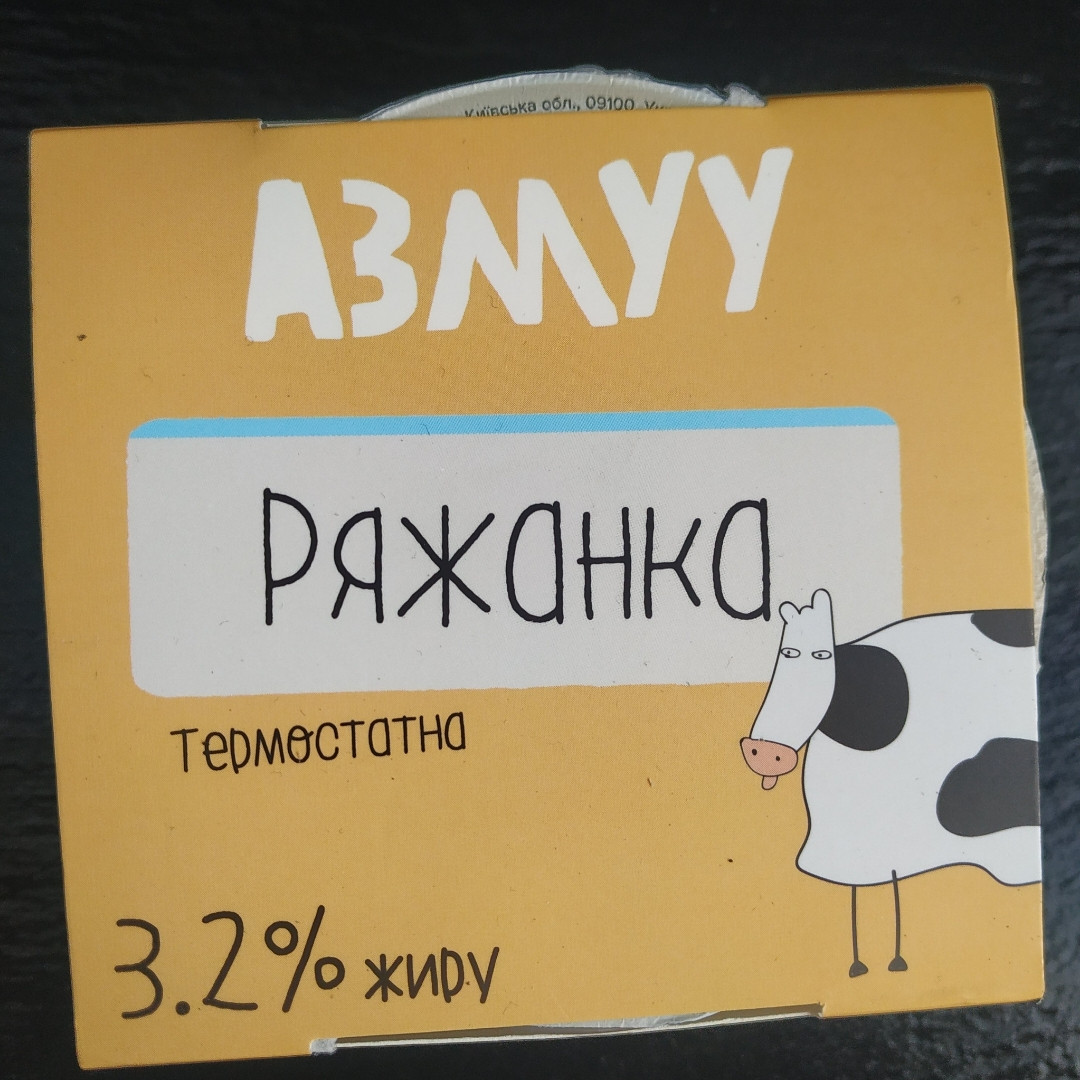 Київська обл., 09100
АЗМУУ
Ряжанка
термостатна
3.2% жиру